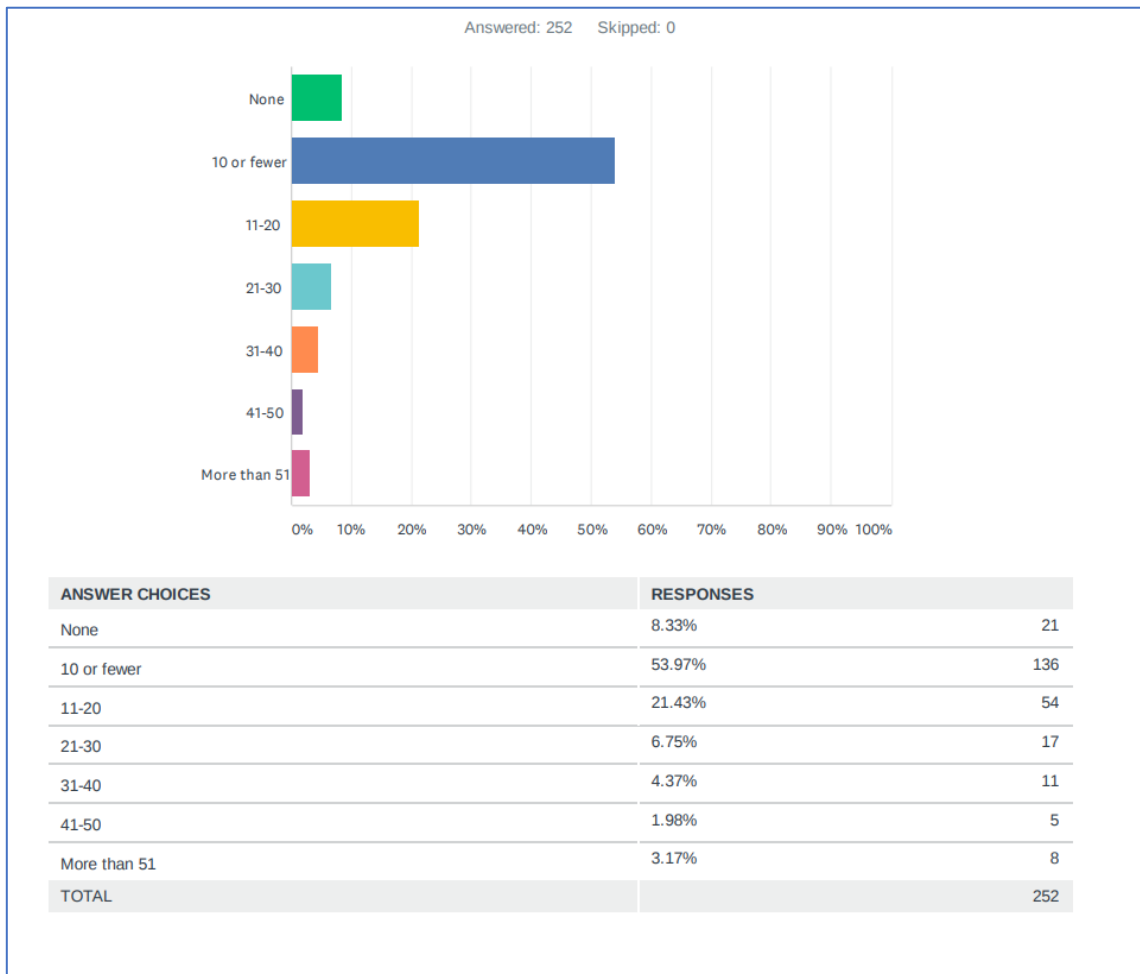 Answered: 252 Skipped: 0
None
10 or fewer
11-20
21-30
31-40
41-50
More than 51
0% 10% 20% 30% 40% 50% 60% 70% 80% 90% 100%
ANSWER CHOICES RESPONSES
None 8.33% 21
10 or fewer 53.97% 136
11-20 21.43% 54
21-30 6.75% 17
31-40 4.37% 11
41-50 1.98% 5
More than 51 3.17% 8
TOTAL 252